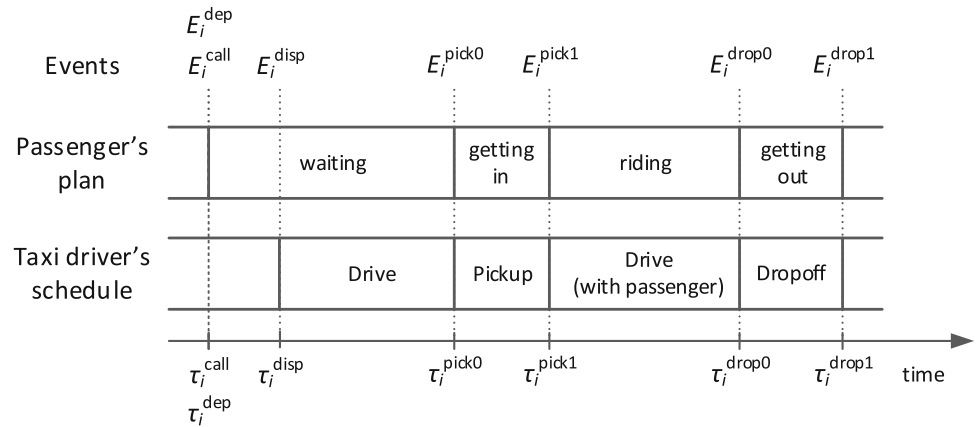 E_i^dep
Events E_i^call E_i^disp E_i^pick0 E_i^pick1 E_i^drop0 E_i^drop1
Passenger's plan
waiting
getting in
riding
getting out
Taxi driver's schedule
Drive
Pickup
Drive (with passenger)
Dropoff
τ_i^call τ_i^disp τ_i^pick0 τ_i^pick1 τ_i^drop0 τ_i^drop1 time
τ_i^dep